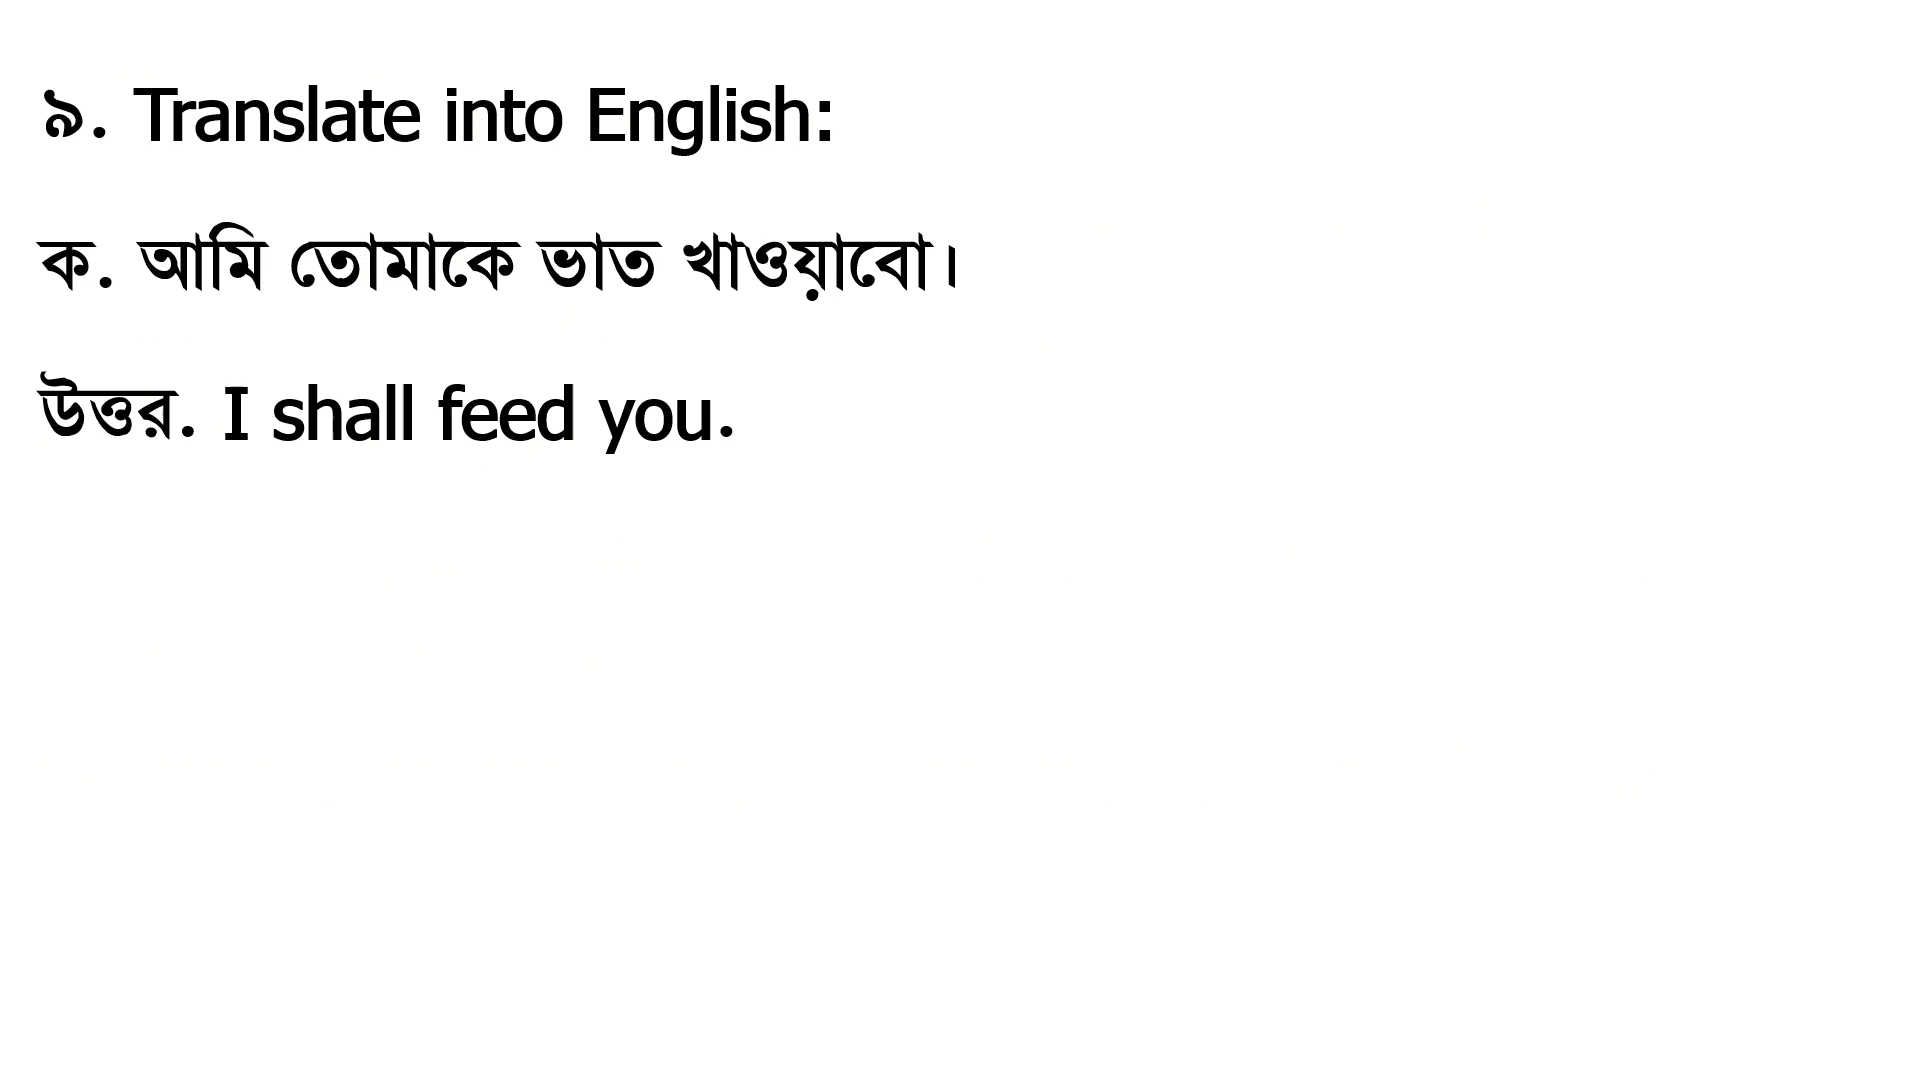 ৯. Translate into English:
ক. আমি তোমাকে ভাত খাওয়াবো।
উত্তর. I shall feed you.